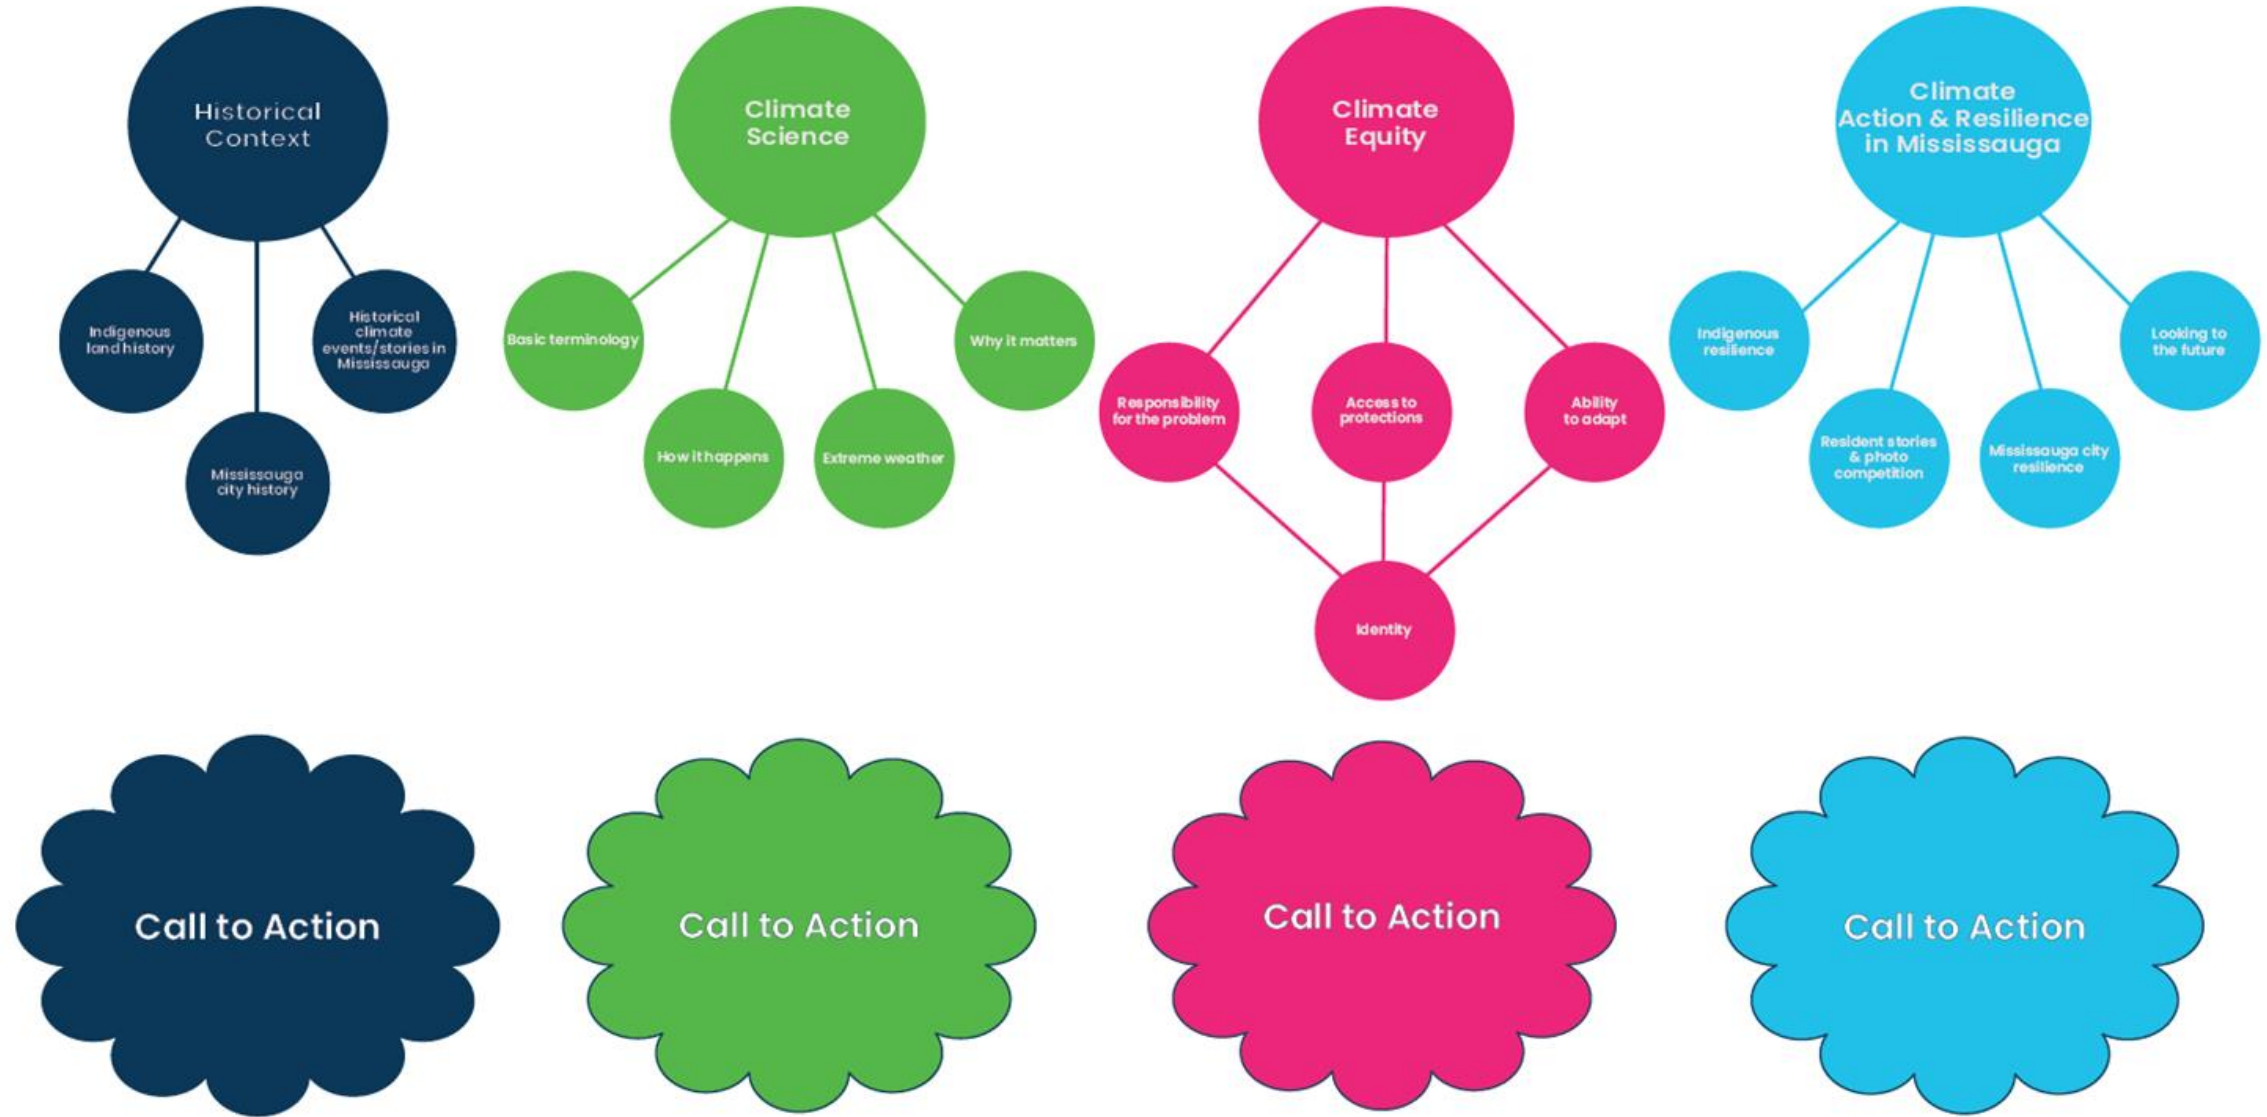 Historical
Context
Indigenous
land history
Mississauga
city history
Historical
climate
events/stories in
Mississauga
Climate
Science
Basic terminology
How it happens
Extreme weather
Why it matters
Climate
Equity
Responsibility
for the problem
Access to
protections
Ability
to adapt
Identity
Climate
Action & Resilience
in Mississauga
Indigenous
resilience
Resident stories
& photo
competition
Mississauga city
resilience
Looking to
the future
Call to Action
Call to Action
Call to Action
Call to Action